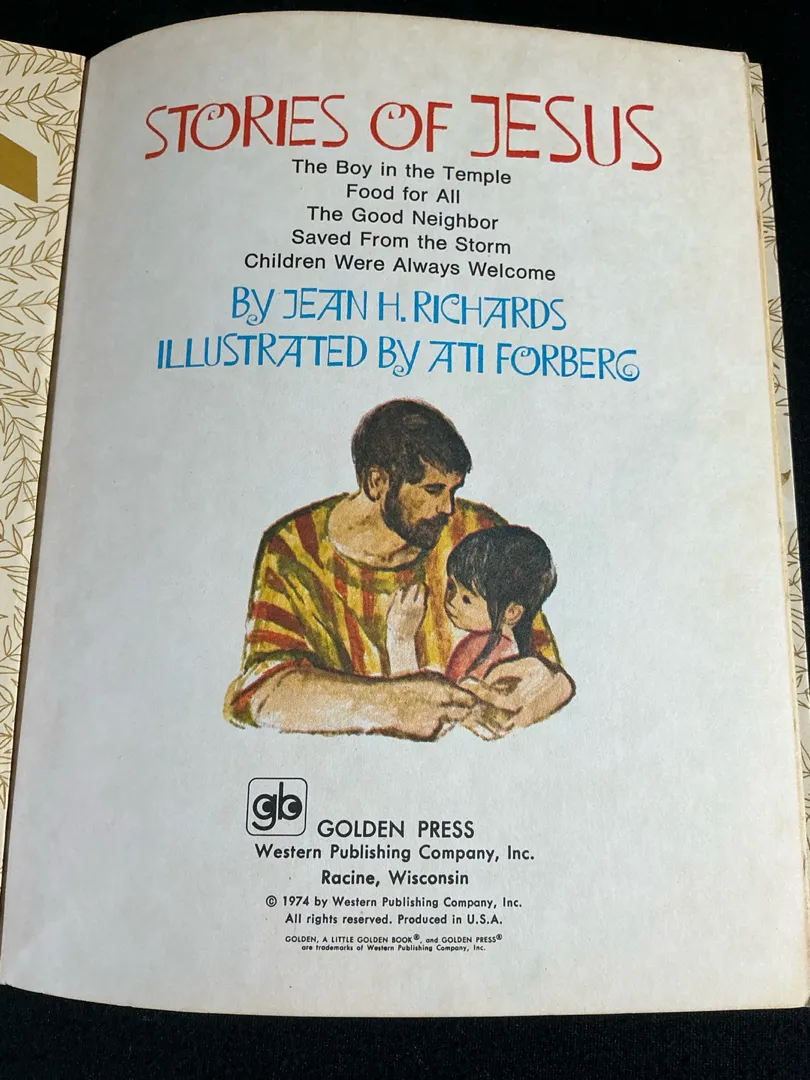 STORIES OF JESUS
The Boy in the Temple
Food for All
The Good Neighbor
Saved From the Storm
Children Were Always Welcome
BY JEAN H. RICHARDS
ILLUSTRATED BY ATI FORBERG
gb
GOLDEN PRESS
Western Publishing Company, Inc.
Racine, Wisconsin
© 1974 by Western Publishing Company, Inc.
All rights reserved. Produced in U.S.A.
GOLDEN, A LITTLE GOLDEN BOOK®, and GOLDEN PRESS®
are trademarks of Western Publishing Company, Inc.